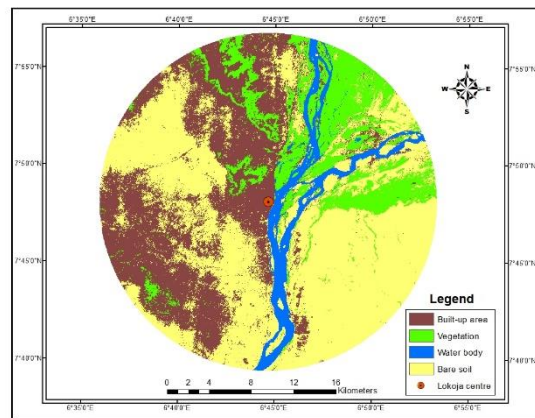 6°35'0"E 6°40'0"E 6°45'0"E 6°50'0"E 6°55'0"E
7°55'0"N 7°55'0"N
N
W E
S
7°50'0"N 7°50'0"N
7°45'0"N 7°45'0"N
Legend
Built-up area
Vegetation
Water body
Bare soil
Lokoja centre
7°40'0"N 7°40'0"N
0 2 4 8 12 16
Kilometers
6°35'0"E 6°40'0"E 6°45'0"E 6°50'0"E 6°55'0"E